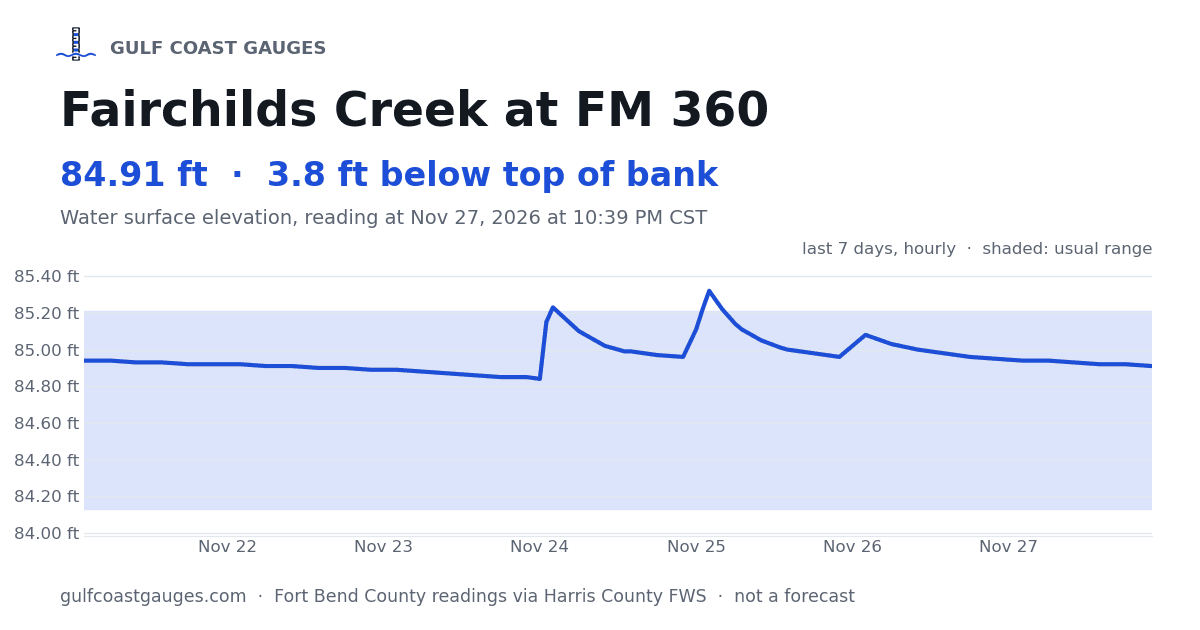 GULF COAST GAUGES
Fairchilds Creek at FM 360
84.91 ft · 3.8 ft below top of bank
Water surface elevation, reading at Nov 27, 2026 at 10:39 PM CST
last 7 days, hourly · shaded: usual range
85.40 ft
85.20 ft
85.00 ft
84.80 ft
84.60 ft
84.40 ft
84.20 ft
84.00 ft
Nov 22 Nov 23 Nov 24 Nov 25 Nov 26 Nov 27
gulfcoastgauges.com · Fort Bend County readings via Harris County FWS · not a forecast